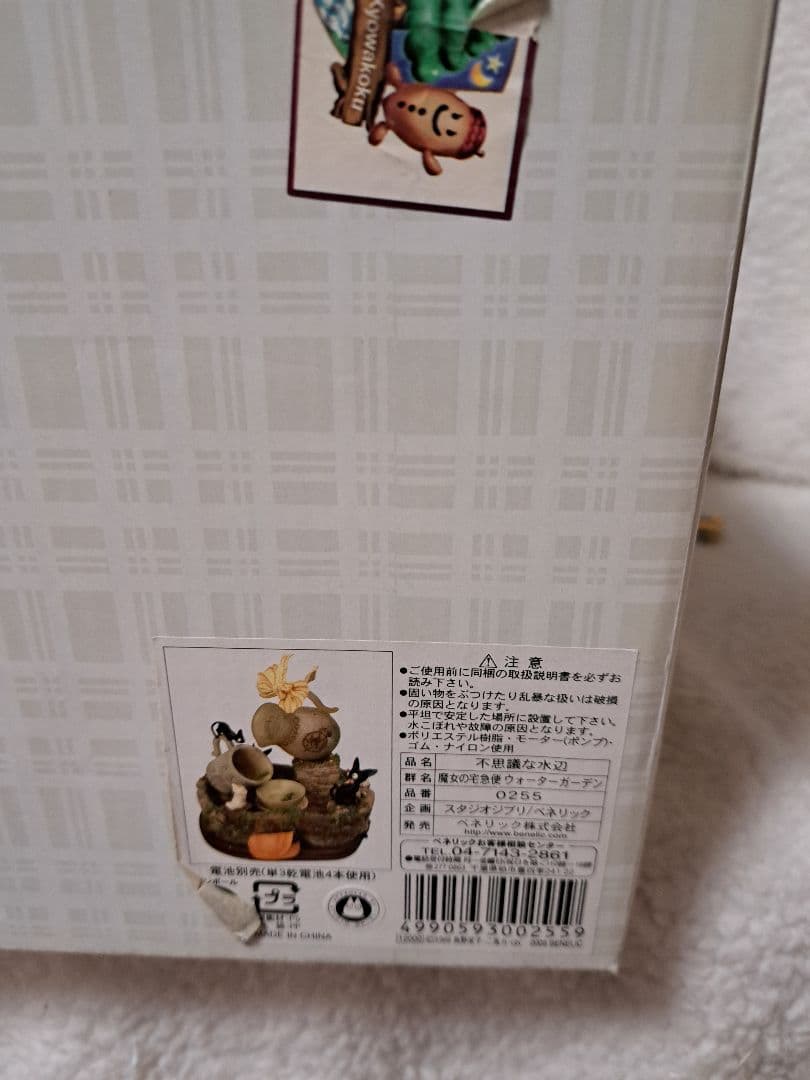 Kyowakoku
⚠ 注意
●ご使用前に同梱の取扱説明書を必ずお
読み下さい。
●固い物をぶつけたり乱暴な扱いは破損
の原因となります。
●平坦で安定した場所に設置して下さい。
水こぼれや故障の原因となります。
●ポリエステル樹脂・モーター(ポンプ)・
ゴム・ナイロン使用
品名 不思議な水辺
群名 魔女の宅急便 ウォーターガーデン
品番 0255
企画 スタジオジブリ/ベネリック
発売 ベネリック株式会社
http://www.benelic.com
ベネリックお客様相談センター
TEL 04-7143-2861
電池別売(単3乾電池4本使用)
プラ
MADE IN CHINA
4990593002559